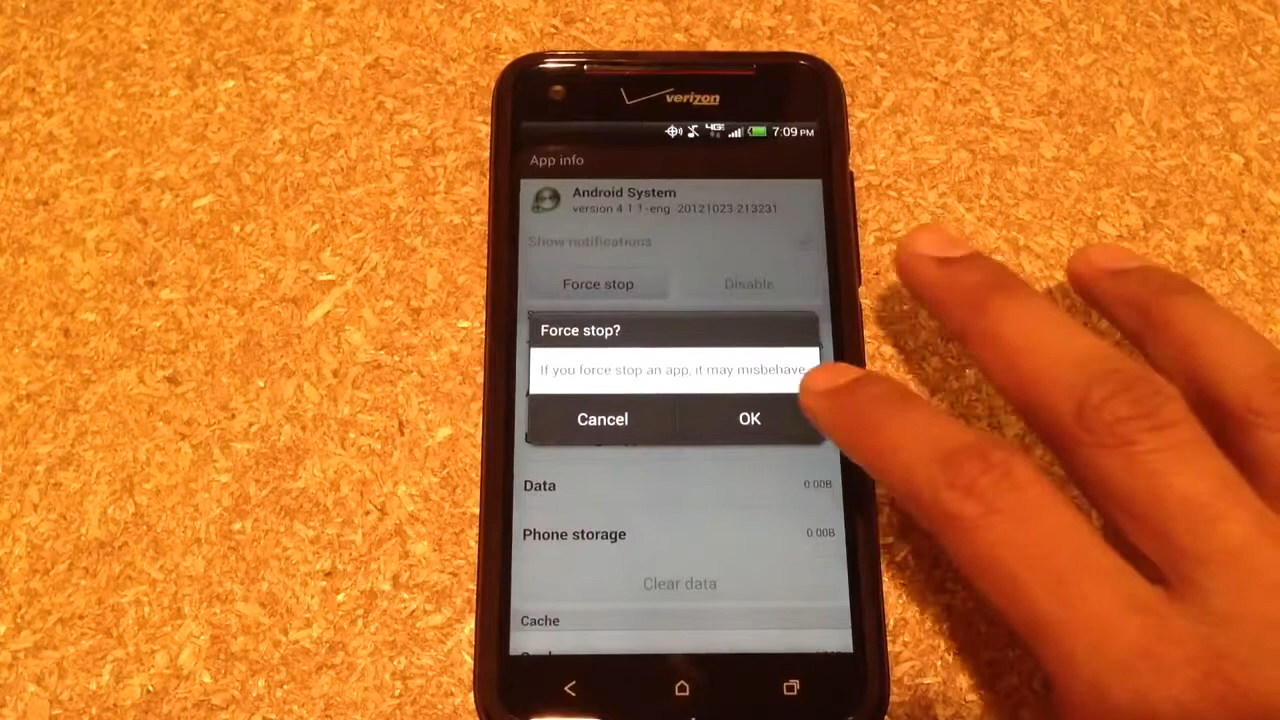 verizon
4G 7:09 PM
App info
Android System
version 4.1.1-eng 20121023 213231
Show notifications
Force stop Disable
Force stop?
If you force stop an app, it may misbehave.
Cancel OK
Data 0.00B
Phone storage 0.00B
Clear data
Cache